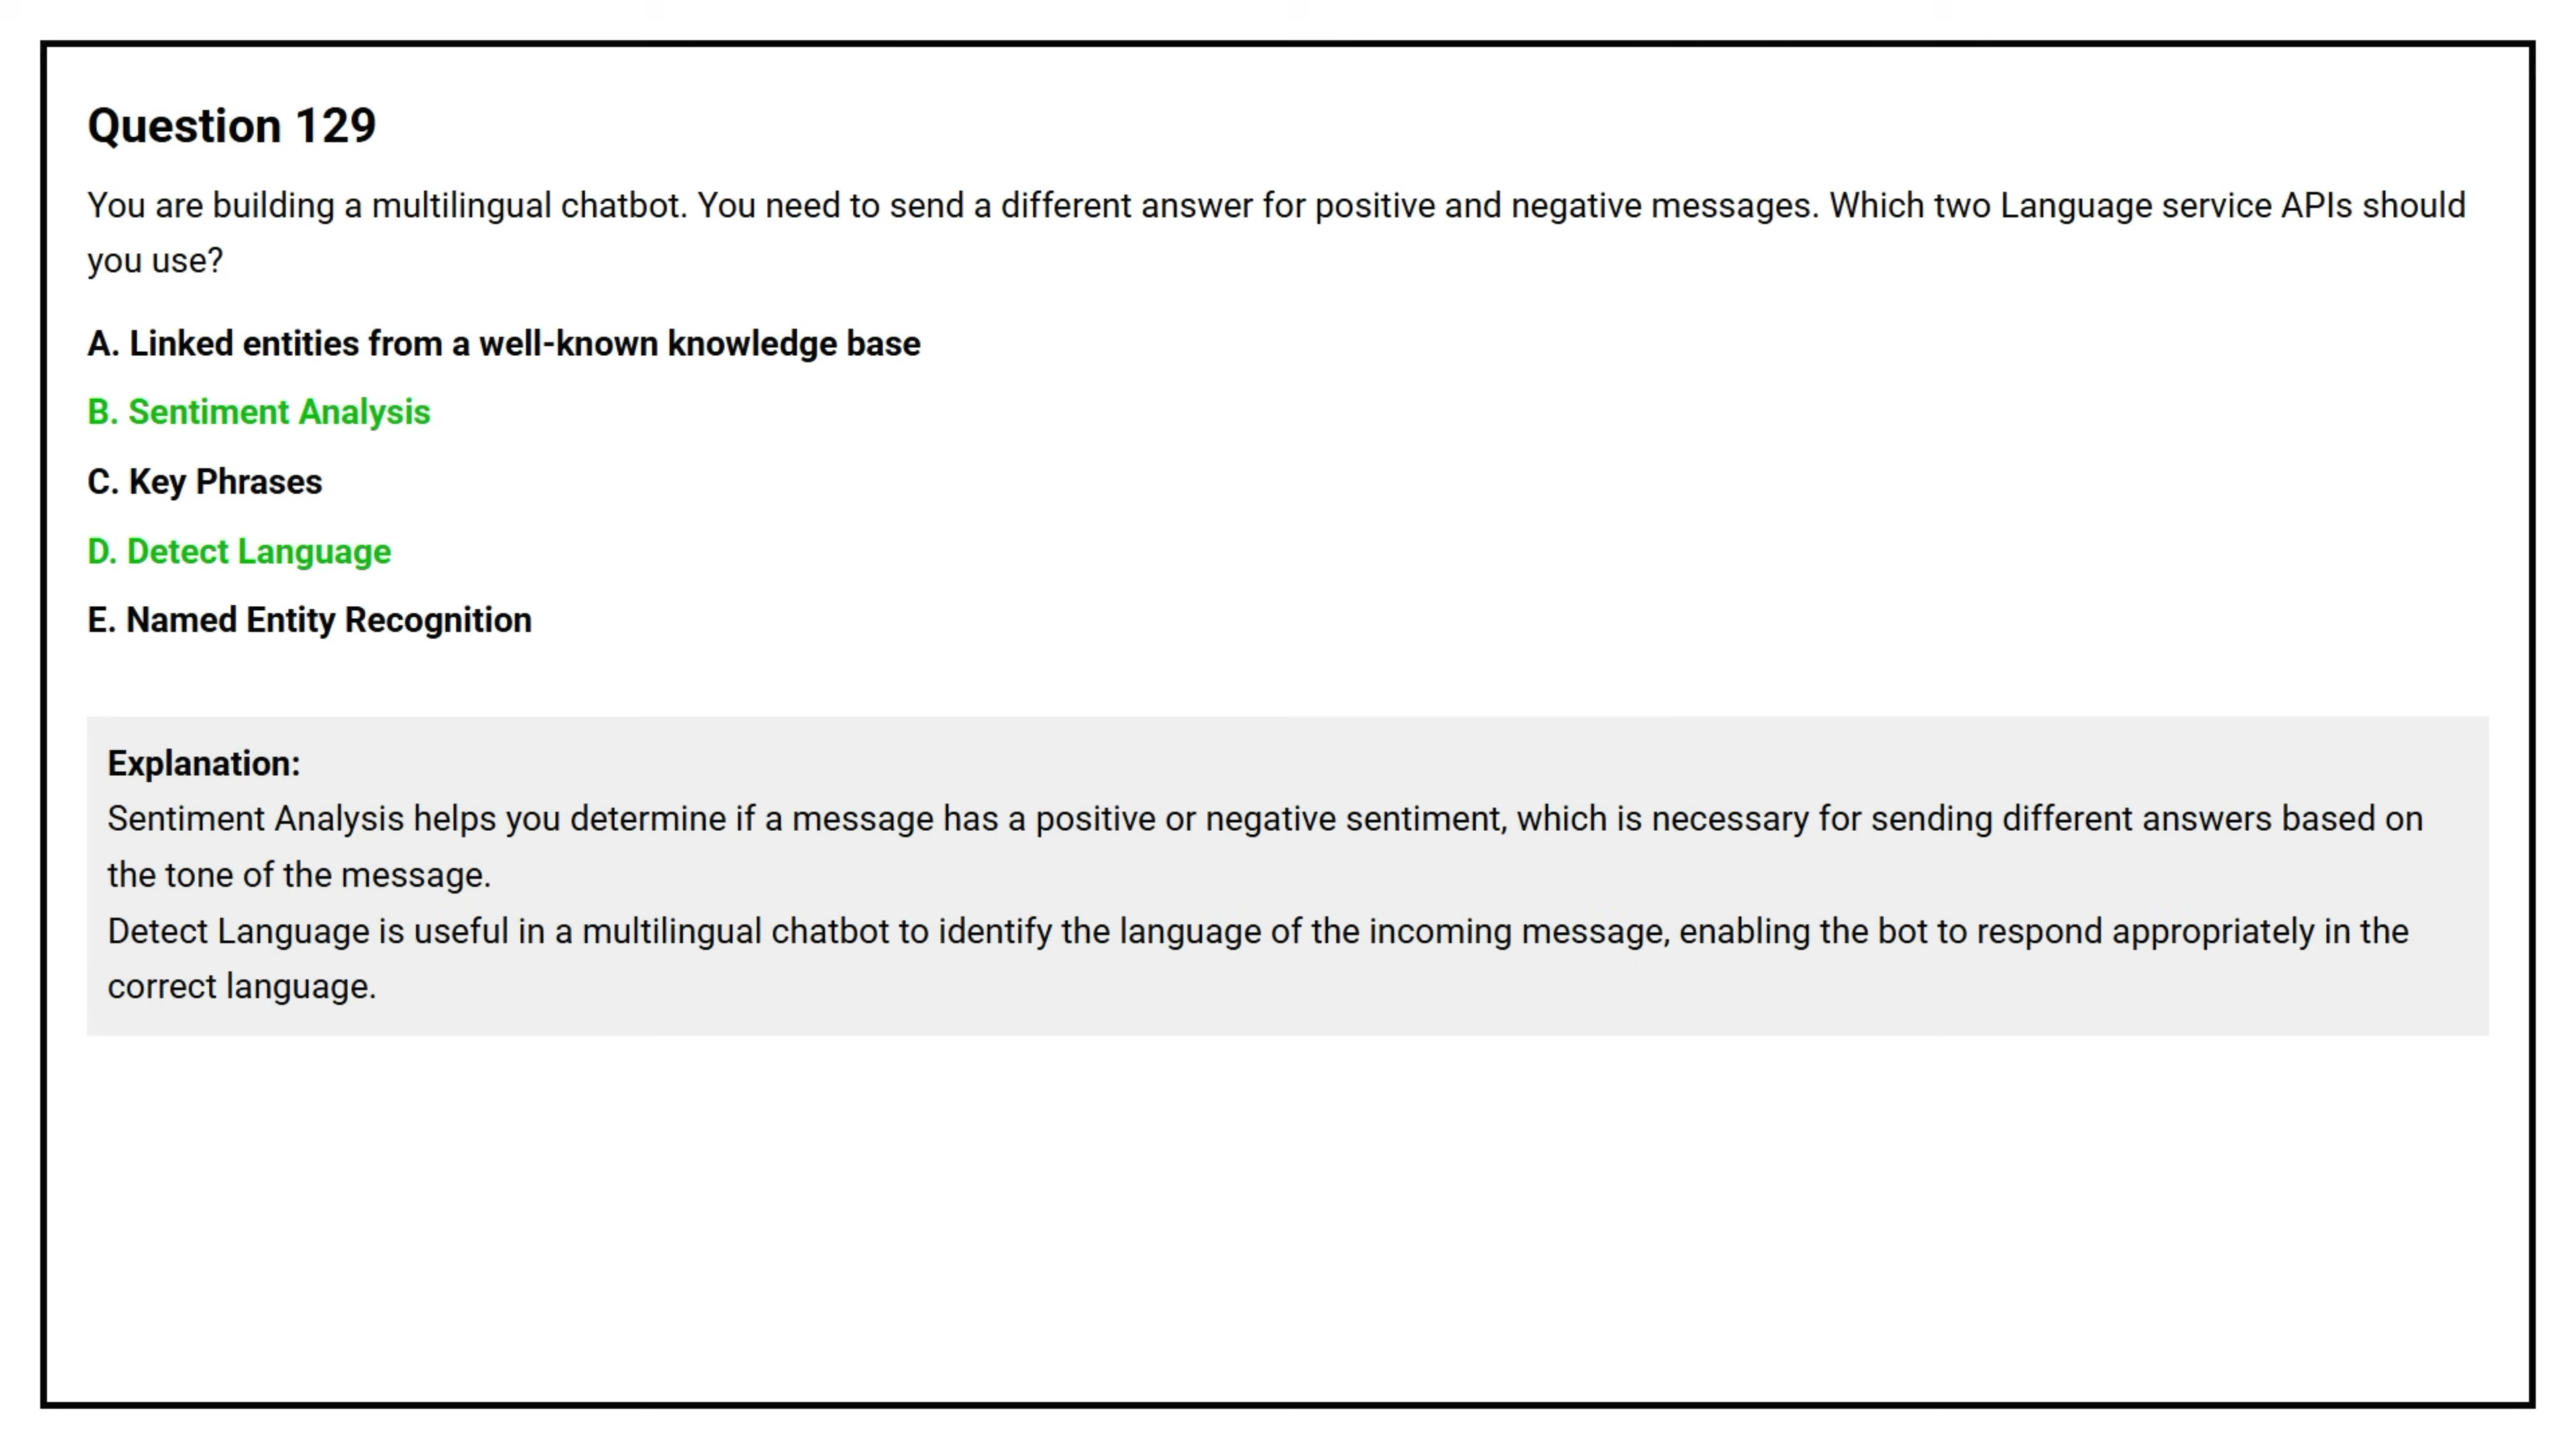 Question 129
You are building a multilingual chatbot. You need to send a different answer for positive and negative messages. Which two Language service APIs should
you use?
A. Linked entities from a well-known knowledge base
B. Sentiment Analysis
C. Key Phrases
D. Detect Language
E. Named Entity Recognition
Explanation:
Sentiment Analysis helps you determine if a message has a positive or negative sentiment, which is necessary for sending different answers based on
the tone of the message.
Detect Language is useful in a multilingual chatbot to identify the language of the incoming message, enabling the bot to respond appropriately in the
correct language.